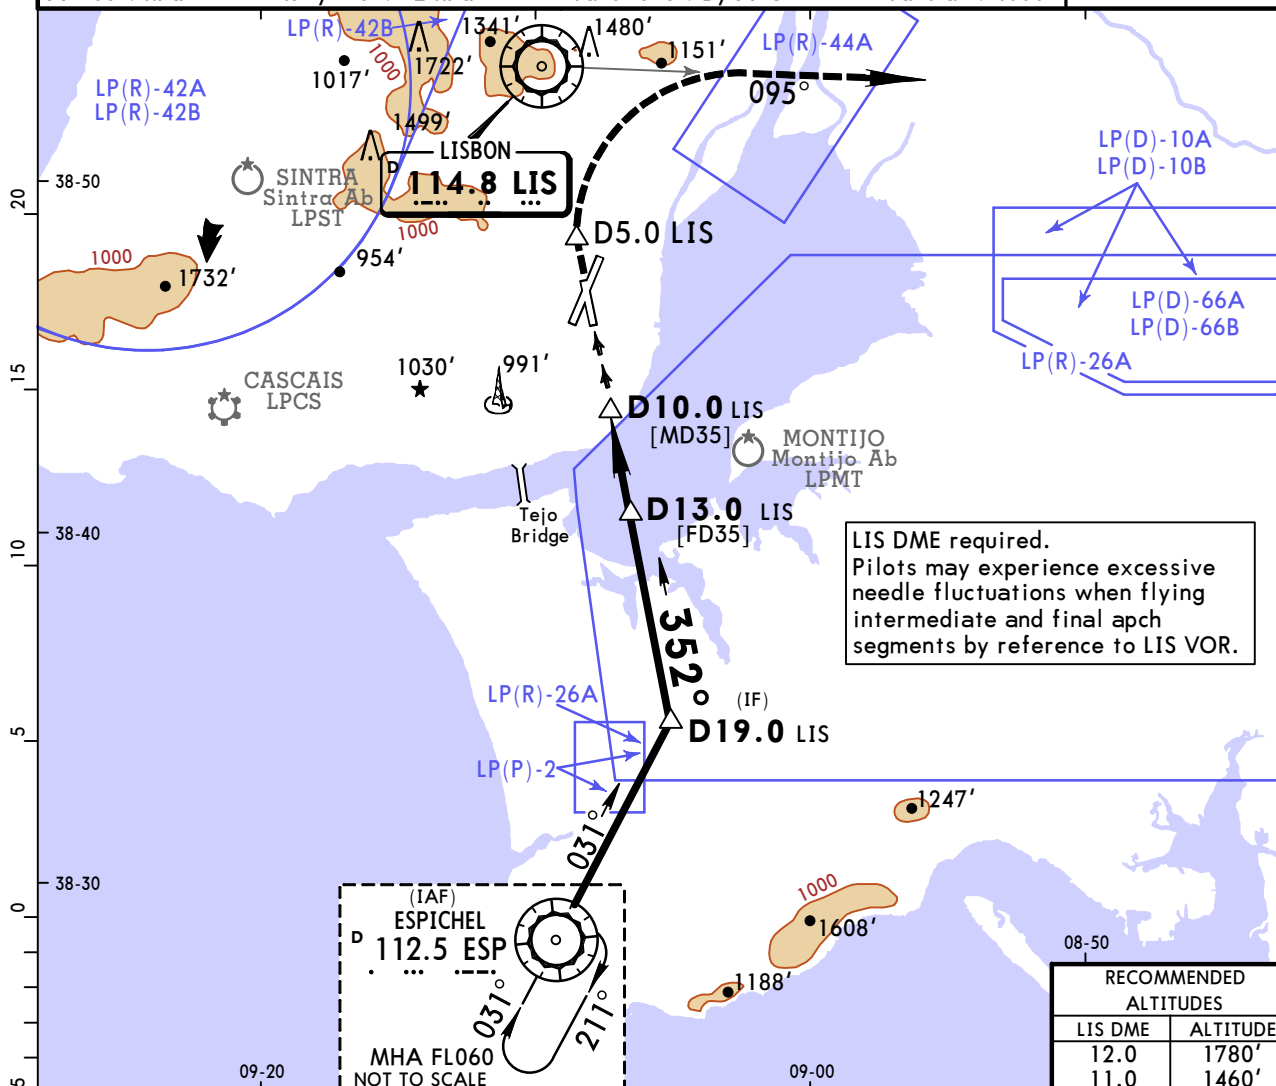 LP(R)-42B
1341'
1480'
1151'
LP(R)-44A
1722'
1000
1017'
LP(R)-42A
LP(R)-42B
095°
1499'
LISBON
D
114.8 LIS
LP(D)-10A
LP(D)-10B
20
38-50
SINTRA
Sintra Ab
LPST
1000
D5.0 LIS
1000
954'
1732'
LP(D)-66A
LP(D)-66B
LP(R)-26A
15
1030'
991'
CASCAIS
LPCS
D10.0 LIS
[MD35]
MONTIJO
Montijo Ab
LPMT
D13.0 LIS
[FD35]
Tejo
Bridge
10
38-40
LIS DME required.
Pilots may experience excessive
needle fluctuations when flying
intermediate and final apch
segments by reference to LIS VOR.
352°
LP(R)-26A
(IF)
D19.0 LIS
5
LP(P)-2
1247'
031°
38-30
0
(IAF)
ESPICHEL
D
112.5 ESP
1000
1608'
08-50
1188'
031°
211°
MHA FL060
NOT TO SCALE
5
09-20
09-00
RECOMMENDED
ALTITUDES
LIS DME
ALTITUDE
12.0
1780'
11.0
1460'